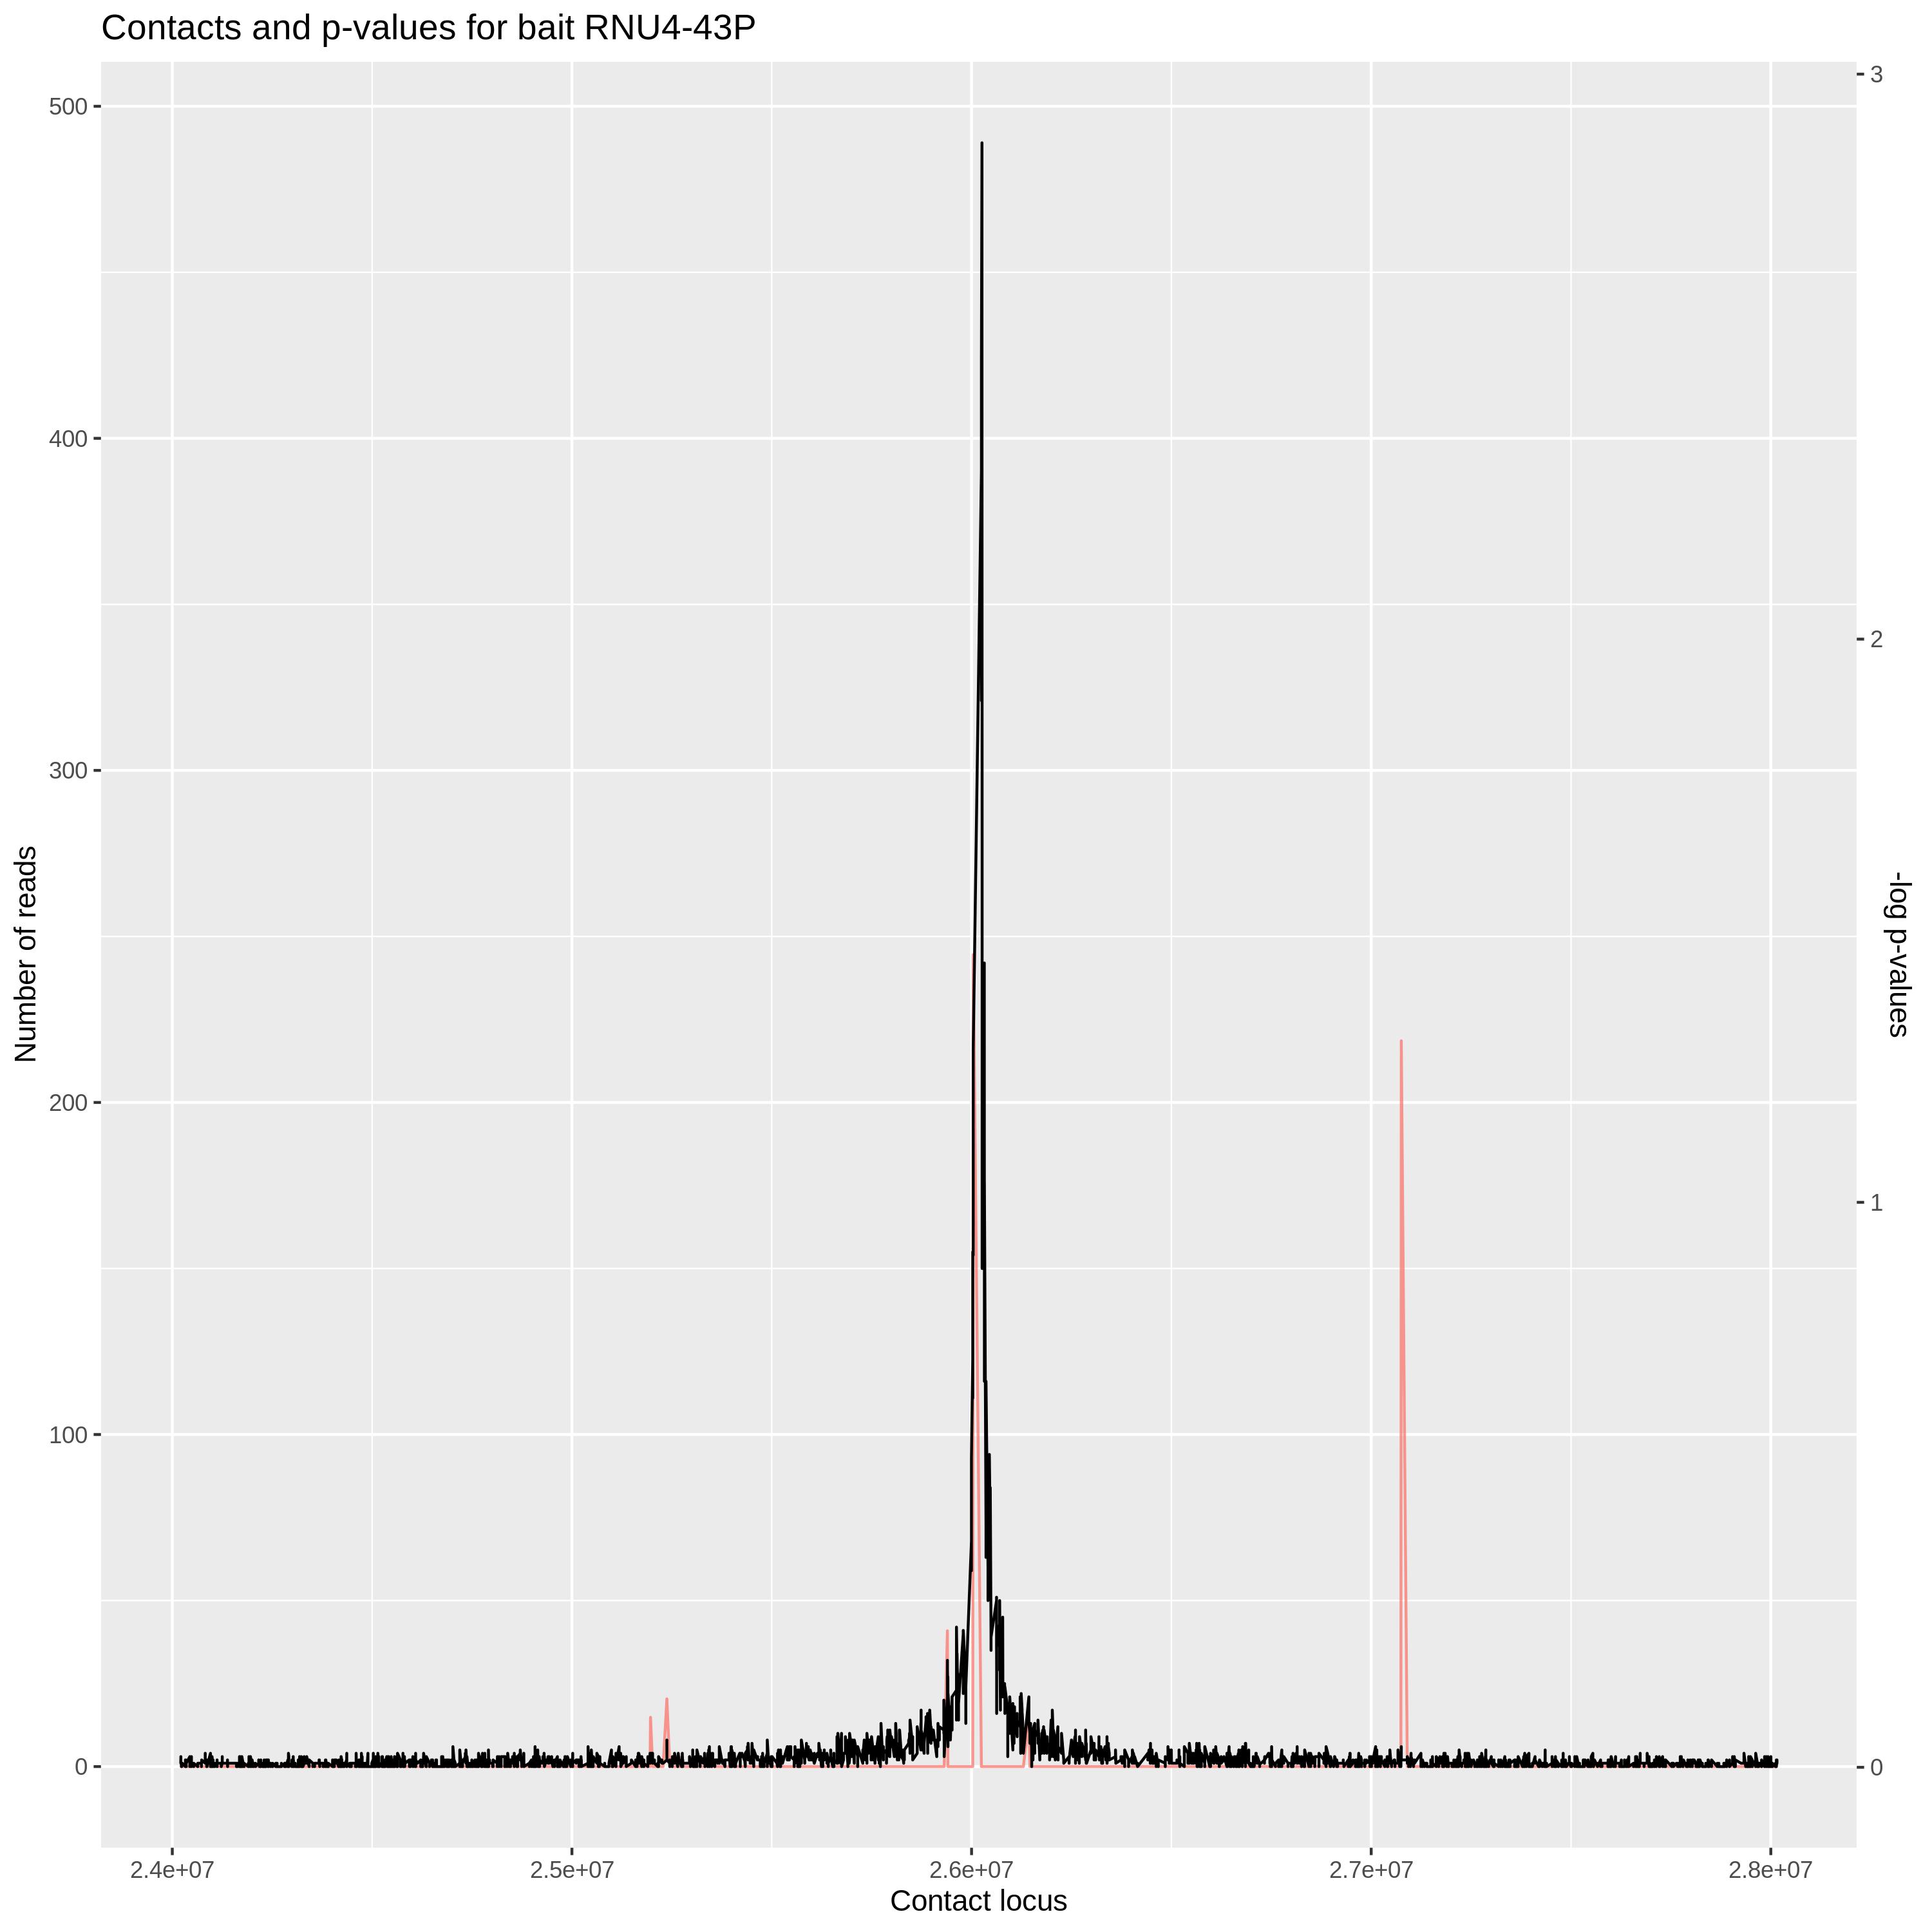 Contacts and p-values for bait RNU4-43P
500
400
300
200
100
0
Number of reads
3
2
1
0
-log p-values
2.4e+07
2.5e+07
2.6e+07
2.7e+07
2.8e+07
Contact locus